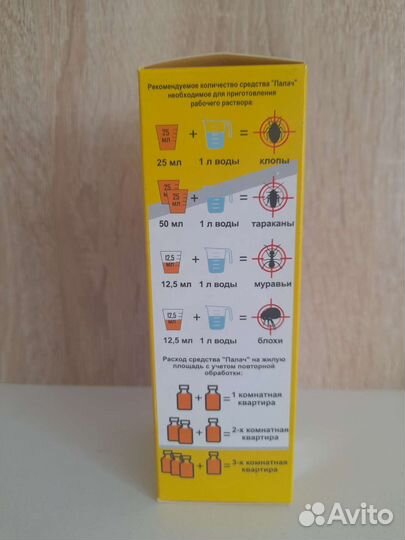 Рекомендуемое количество средства "Палач"
необходимое для приготовления
рабочего раствора:
25
мл
+
=
25 мл
1 л воды
клопы
25
25
мл
+
=
50 мл
1 л воды
тараканы
12,5
мл
+
=
12,5 мл
1 л воды
муравьи
12,5
мл
+
=
12,5 мл
1 л воды
блохи
Расход средства "Палач" на жилую
площадь с учетом повторной
обработки:
+ = 1 комнатная
квартира
+ = 2-х комнатная
квартира
+ = 3-х комнатная
квартира
Avito